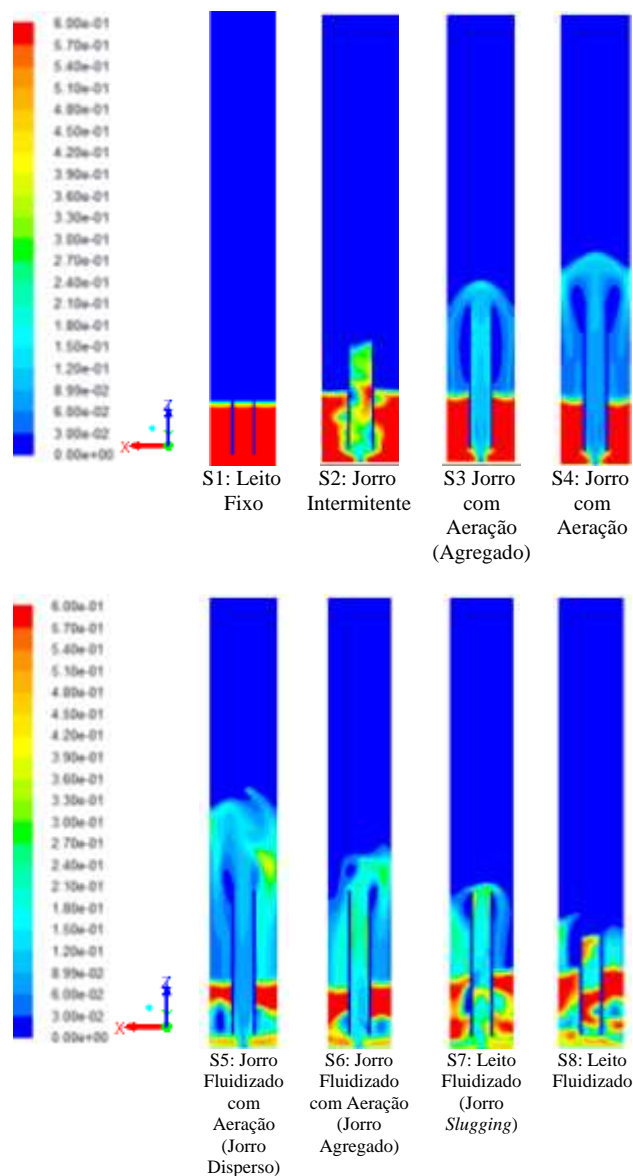 6.00e-01
5.70e-01
5.40e-01
5.10e-01
4.80e-01
4.50e-01
4.20e-01
3.90e-01
3.60e-01
3.30e-01
3.00e-01
2.70e-01
2.40e-01
2.10e-01
1.80e-01
1.50e-01
1.20e-01
8.99e-02
6.00e-02
3.00e-02
0.00e+00
Z
X
S1: Leito
Fixo
S2: Jorro
Intermitente
S3 Jorro
com
Aeração
(Agregado)
S4: Jorro
com
Aeração
6.00e-01
5.70e-01
5.40e-01
5.10e-01
4.80e-01
4.50e-01
4.20e-01
3.90e-01
3.60e-01
3.30e-01
3.00e-01
2.70e-01
2.40e-01
2.10e-01
1.80e-01
1.50e-01
1.20e-01
8.99e-02
6.00e-02
3.00e-02
0.00e+00
Z
X
S5: Jorro
Fluidizado
com
Aeração
(Jorro
Disperso)
S6: Jorro
Fluidizado
com Aeração
(Jorro
Agregado)
S7: Leito
Fluidizado
(Jorro
Slugging)
S8: Leito
Fluidizado